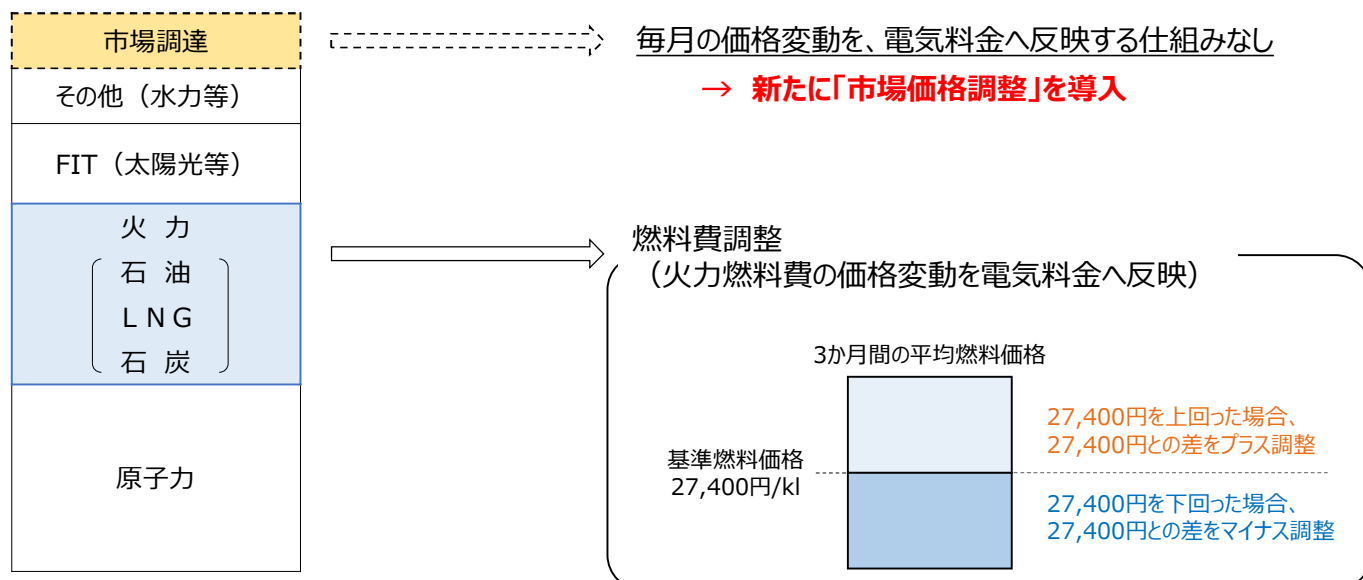 市場調達
その他（水力等）
FIT（太陽光等）
火 力
石 油
ＬＮＧ
石 炭
原子力
毎月の価格変動を、電気料金へ反映する仕組みなし
→ 新たに「市場価格調整」を導入
燃料費調整
（火力燃料費の価格変動を電気料金へ反映）
3か月間の平均燃料価格
基準燃料価格
27,400円/kl
27,400円を上回った場合、
27,400円との差をプラス調整
27,400円を下回った場合、
27,400円との差をマイナス調整